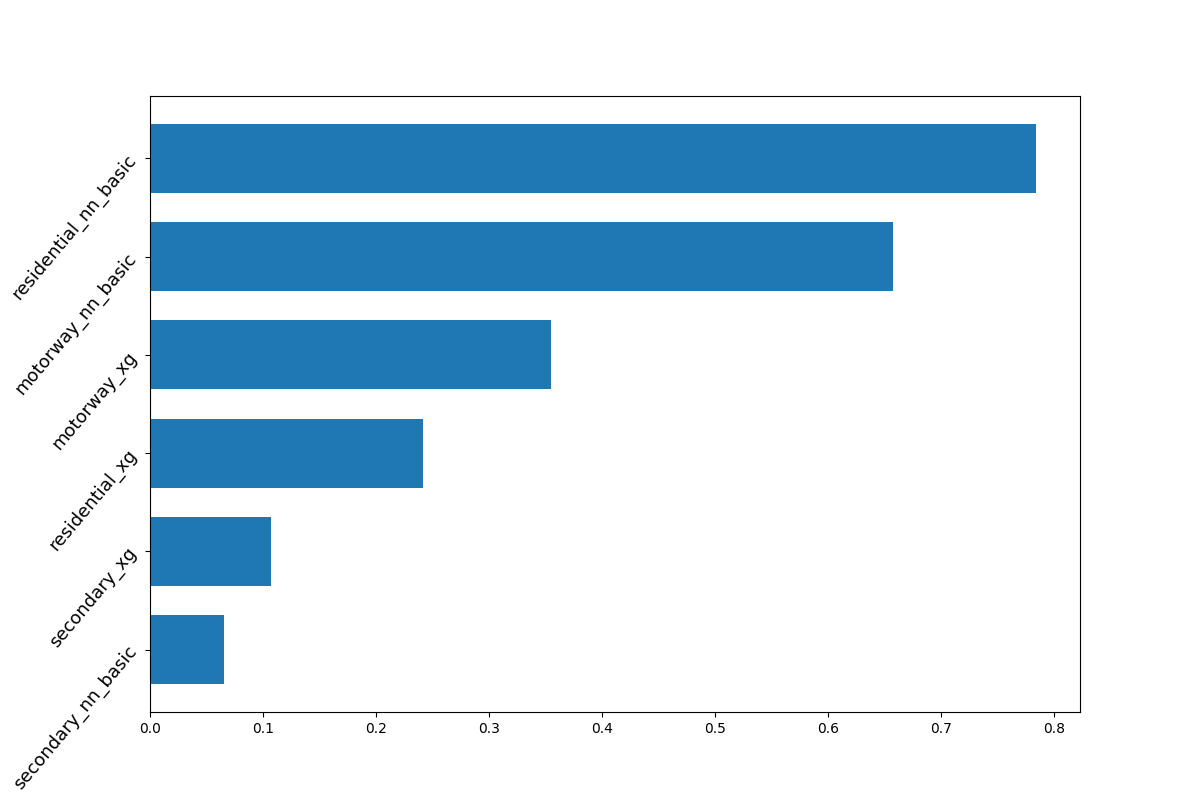 residential_nn_basic
motorway_nn_basic
motorway_xg
residential_xg
secondary_xg
secondary_nn_basic
0.0 0.1 0.2 0.3 0.4 0.5 0.6 0.7 0.8